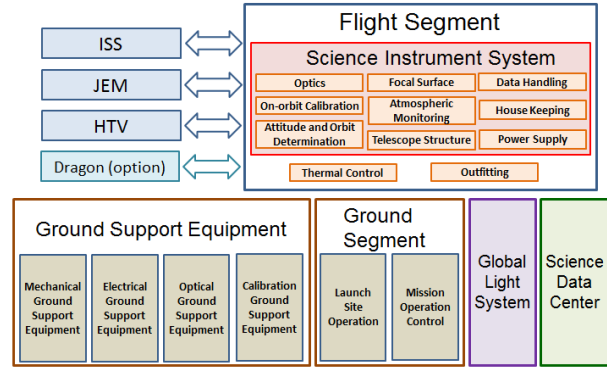 Flight Segment
ISS
JEM
HTV
Dragon (option)
Science Instrument System
Optics
Focal Surface
Data Handling
On-orbit Calibration
Atmospheric
Monitoring
House Keeping
Attitude and Orbit
Determination
Telescope Structure
Power Supply
Thermal Control
Outfitting
Ground Support Equipment
Mechanical
Ground
Support
Equipment
Electrical
Ground
Support
Equipment
Optical
Ground
Support
Equipment
Calibration
Ground
Support
Equipment
Ground
Segment
Launch
Site
Operation
Mission
Operation
Control
Global
Light
System
Science
Data
Center